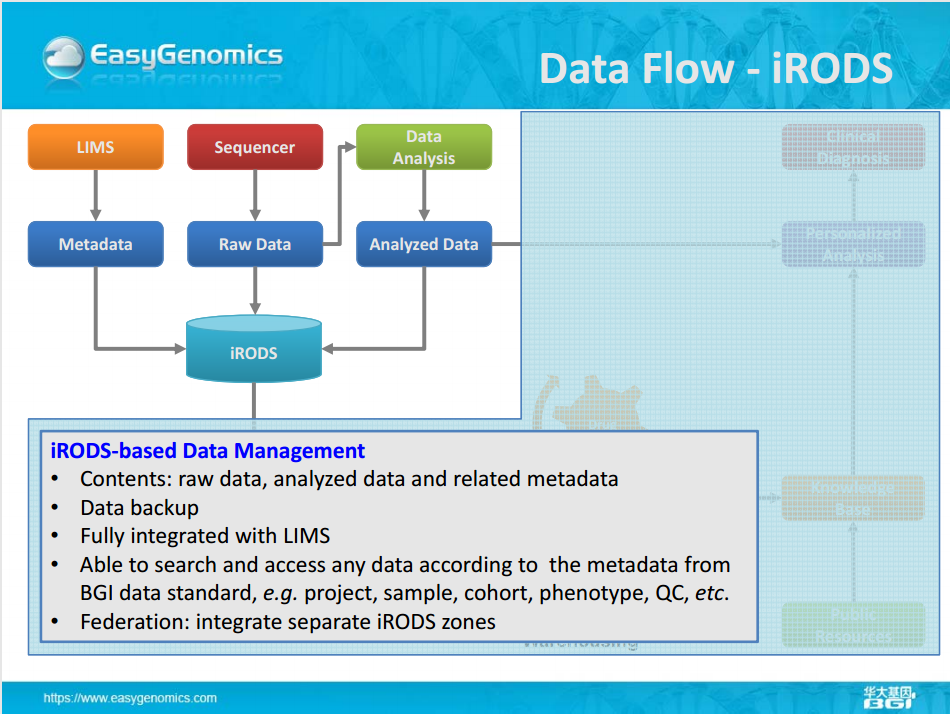 EasyGenomics
Data Flow - iRODS
LIMS
Sequencer
Data
Analysis
Clinical
Diagnosis
Metadata
Raw Data
Analyzed Data
Personalized
Analysis
iRODS
iRODS-based Data Management
• Contents: raw data, analyzed data and related metadata
• Data backup
• Fully integrated with LIMS
• Able to search and access any data according to the metadata from
BGI data standard, e.g. project, sample, cohort, phenotype, QC, etc.
• Federation: integrate separate iRODS zones
Knowledge
Base
Public
Resources
Warehousing
https://www.easygenomics.com
华大基因
BGI